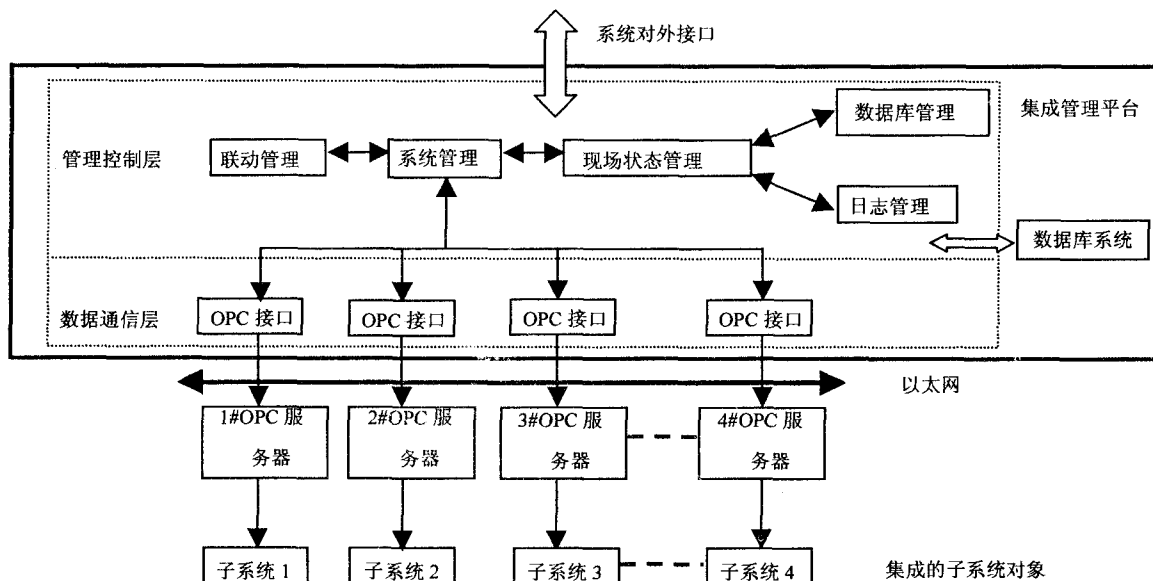 系统对外接口
数据库管理
集成管理平台
管理控制层
联动管理
系统管理
现场状态管理
日志管理
数据库系统
数据通信层
OPC 接口
OPC 接口
OPC 接口
OPC 接口
以太网
1#OPC 服
务器
2#OPC 服
务器
3#OPC 服
务器
4#OPC 服
务器
子系统 1
子系统 2
子系统 3
子系统 4
集成的子系统对象